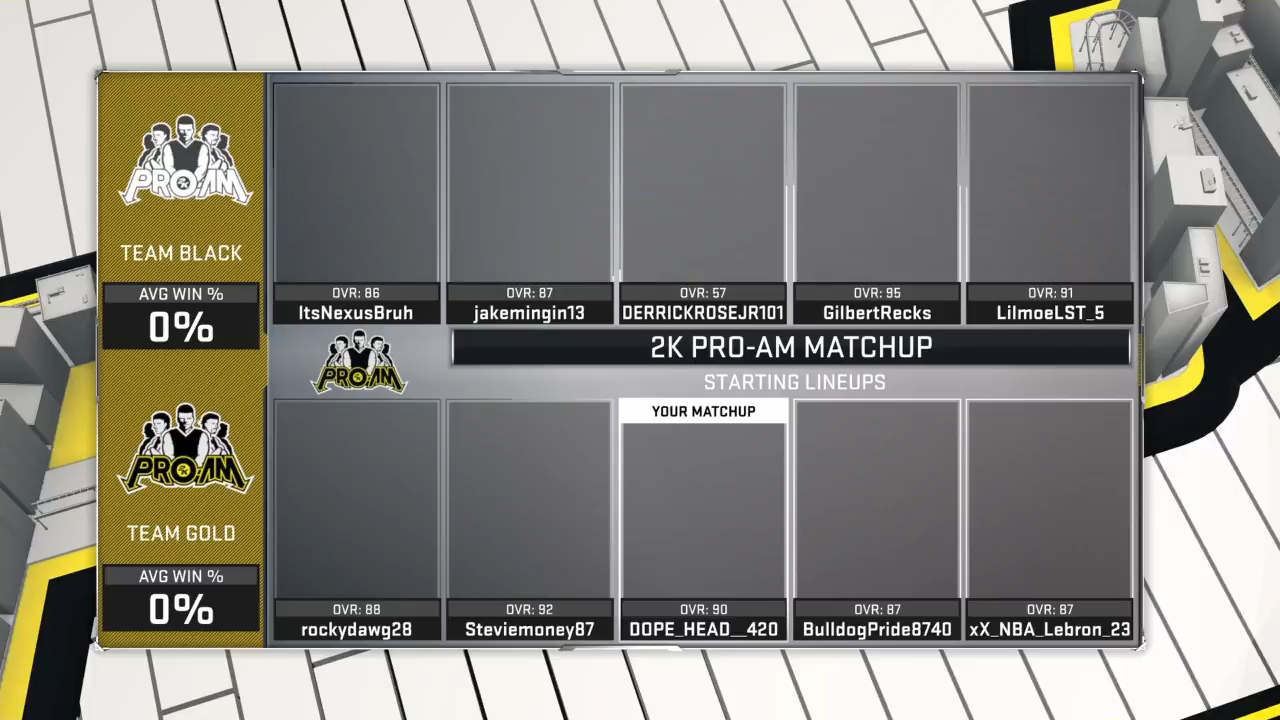 PRO-AM
TEAM BLACK
AVG WIN %
0%
OVR: 86
ItsNexusBruh
OVR: 87
jakemingin13
OVR: 57
DERRICKROSEJR101
OVR: 95
GilbertRecks
OVR: 91
LilmoeLST_5
PRO-AM
2K PRO-AM MATCHUP
STARTING LINEUPS
PRO-AM
TEAM GOLD
AVG WIN %
0%
OVR: 88
rockydawg28
OVR: 92
Steviemoney87
YOUR MATCHUP
OVR: 90
DOPE_HEAD__420
OVR: 87
BulldogPride8740
OVR: 87
xX_NBA_Lebron_23